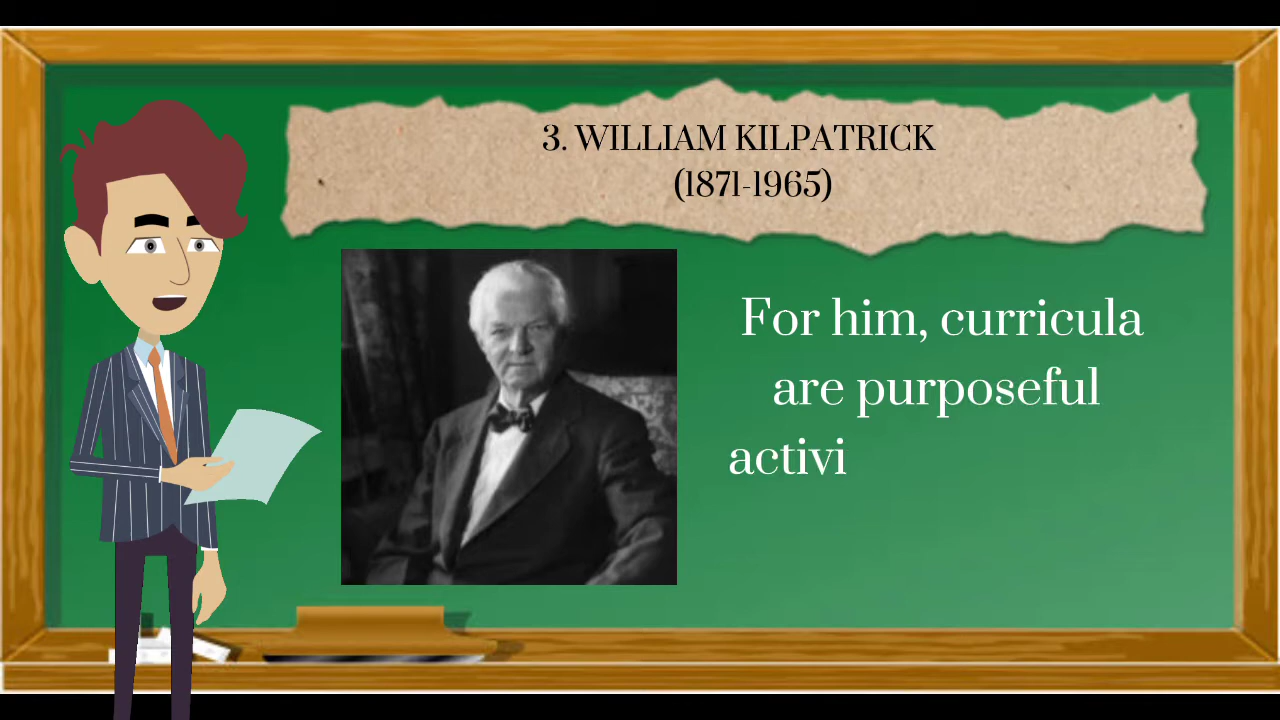 3. WILLIAM KILPATRICK
(1871-1965)
For him, curricula
are purposeful
activi